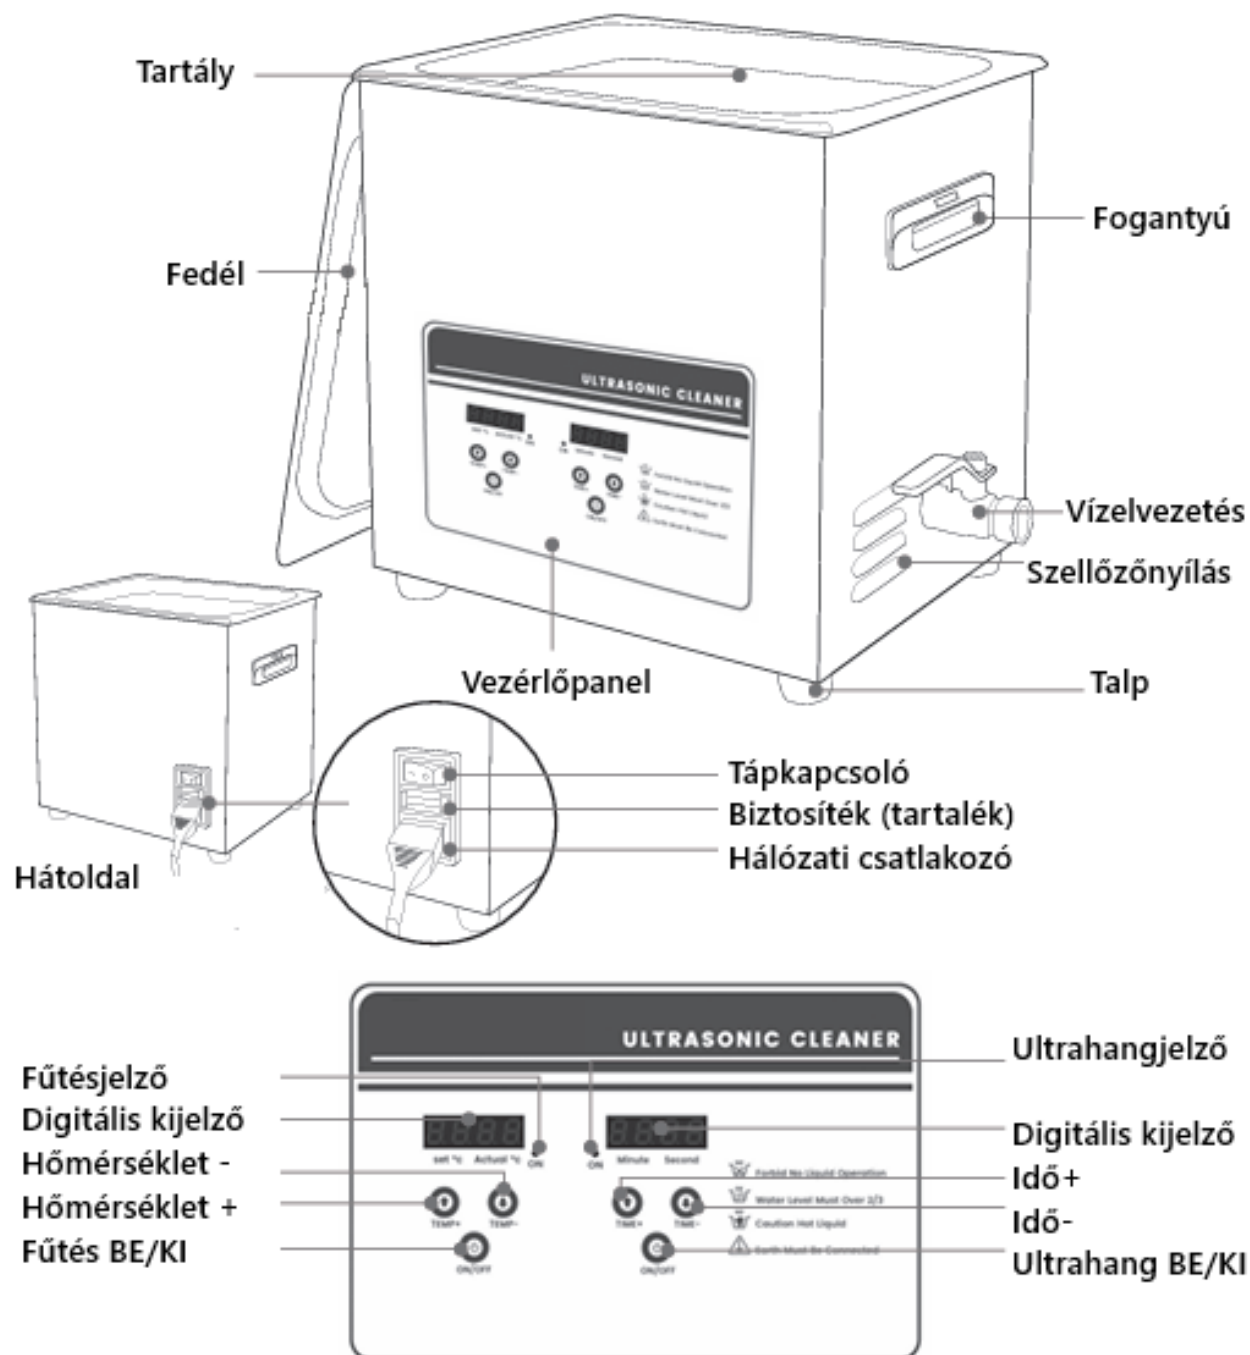 Tartály
Fogantyú
Fedél
ULTRASONIC CLEANER
Vízelvezetés
Szellőzőnyílás
Vezérlőpanel
Talp
Tápkapcsoló
Biztosíték (tartalék)
Hálózati csatlakozó
Hátoldal
ULTRASONIC CLEANER
Ultrahangjelző
Fűtésjelző
Digitális kijelző
Hőmérséklet -
Hőmérséklet +
Fűtés BE/KI
set °c Actual °c ON
TEMP+ TEMP-
ON/OFF
ON Minute Second
TIME+ TIME-
ON/OFF
Forbid No Liquid Operation
Water Level Must Over 2/3
Caution Hot Liquid
Earth Must Be Connected
Digitális kijelző
Idő+
Idő-
Ultrahang BE/KI